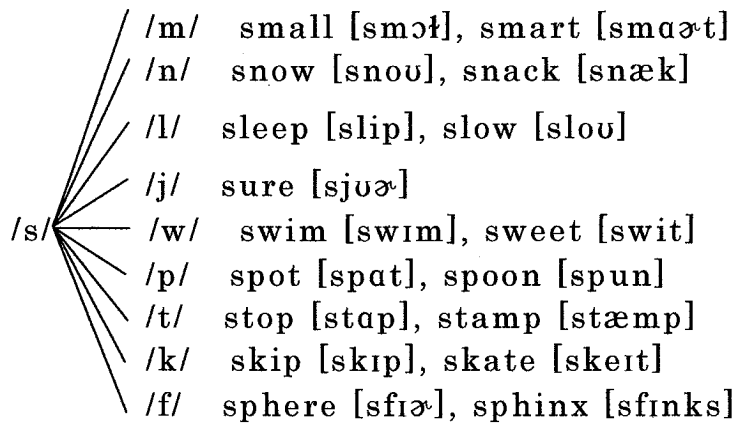 /m/ small [smɔɫ], smart [smɑɚt]
/n/ snow [snoʊ], snack [snæk]
/l/ sleep [slip], slow [sloʊ]
/j/ sure [sjʊɚ]
/s/ /w/ swim [swɪm], sweet [swit]
/p/ spot [spɑt], spoon [spun]
/t/ stop [stɑp], stamp [stæmp]
/k/ skip [skɪp], skate [skeɪt]
/f/ sphere [sfɪɚ], sphinx [sfɪnks]